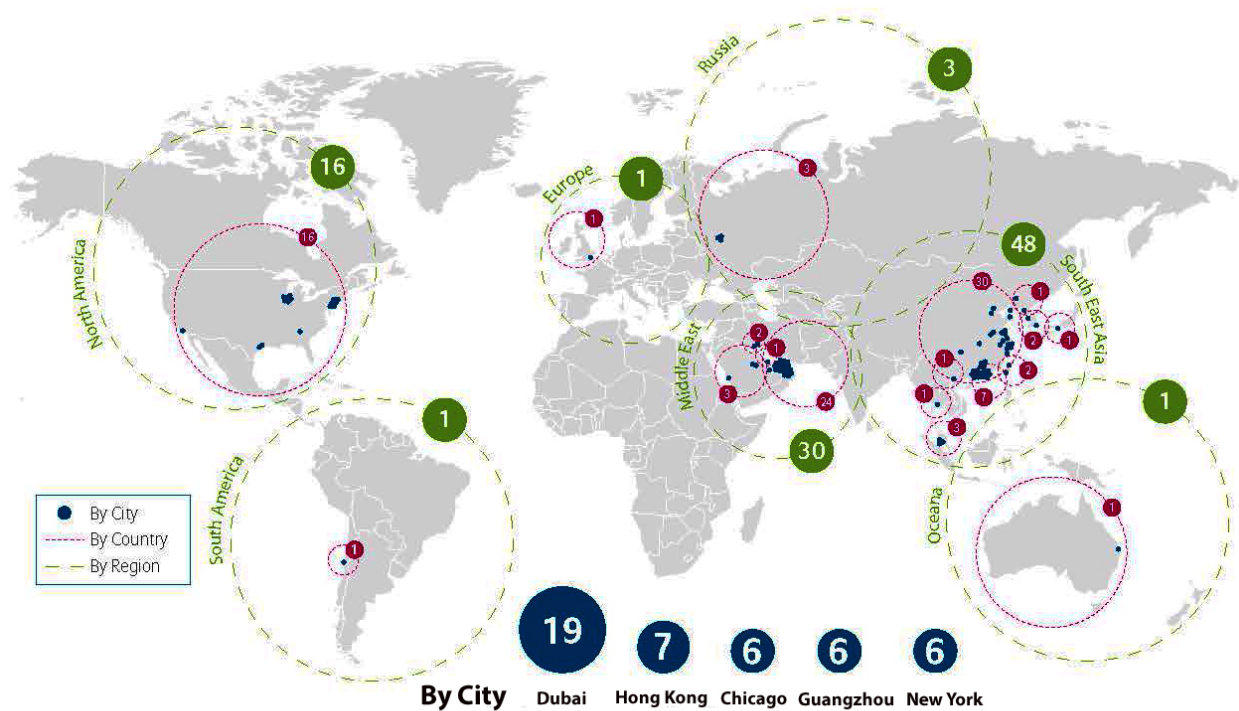 Russia
3
16
Europe
1
3
1
48
16
North America
South East Asia
30
1
2
1
Middle East
3
24
2
1
1
2
1
7
3
30
1
South America
1
1
Oceana
1
By City
By Country
By Region
19
7
6
6
6
By City
Dubai
Hong Kong
Chicago
Guangzhou
New York